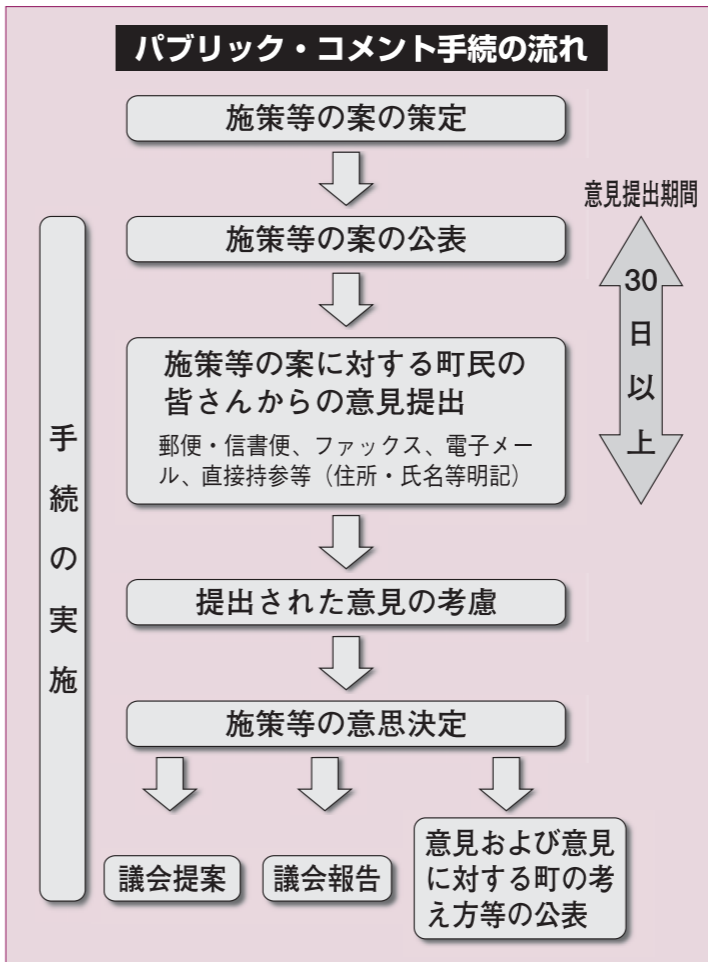 パブリック・コメント手続の流れ
施策等の案の策定
意見提出期間
施策等の案の公表
30日以上
施策等の案に対する町民の
皆さんからの意見提出
郵便・信書便、ファックス、電子メー
ル、直接持参等（住所・氏名等明記）
手続の実施
提出された意見の考慮
施策等の意思決定
議会提案
議会報告
意見および意見
に対する町の考
え方等の公表